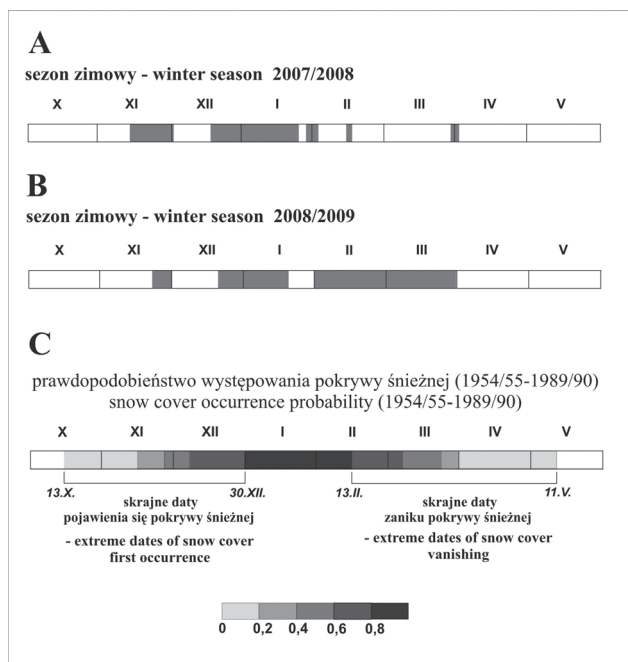 A
sezon zimowy - winter season 2007/2008
X XI XII I II III IV V
B
sezon zimowy - winter season 2008/2009
X XI XII I II III IV V
C
prawdopodobieństwo występowania pokrywy śnieżnej (1954/55-1989/90)
snow cover occurrence probability (1954/55-1989/90)
X XI XII I II III IV V
13.X. 30.XII. 13.II. 11.V.
skrajne daty
pojawienia się pokrywy śnieżnej
- extreme dates of snow cover
first occurrence
skrajne daty
zaniku pokrywy śnieżnej
- extreme dates of snow cover
vanishing
0 0,2 0,4 0,6 0,8